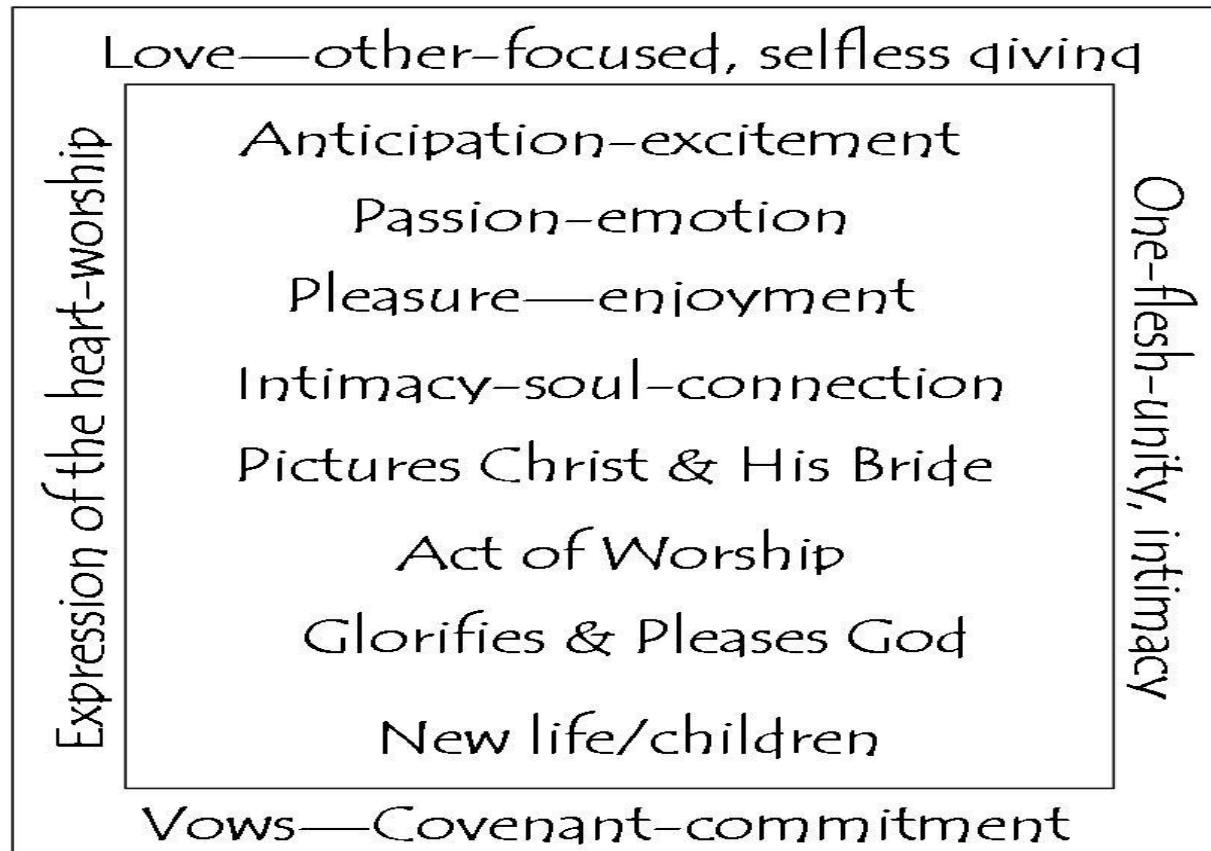 Love—other-focused, selfless giving
Expression of the heart-worship
Anticipation-excitement
Passion-emotion
Pleasure—enjoyment
Intimacy-soul-connection
Pictures Christ & His Bride
Act of Worship
Glorifies & Pleases God
New life/children
One-flesh-unity, intimacy
Vows—Covenant-commitment